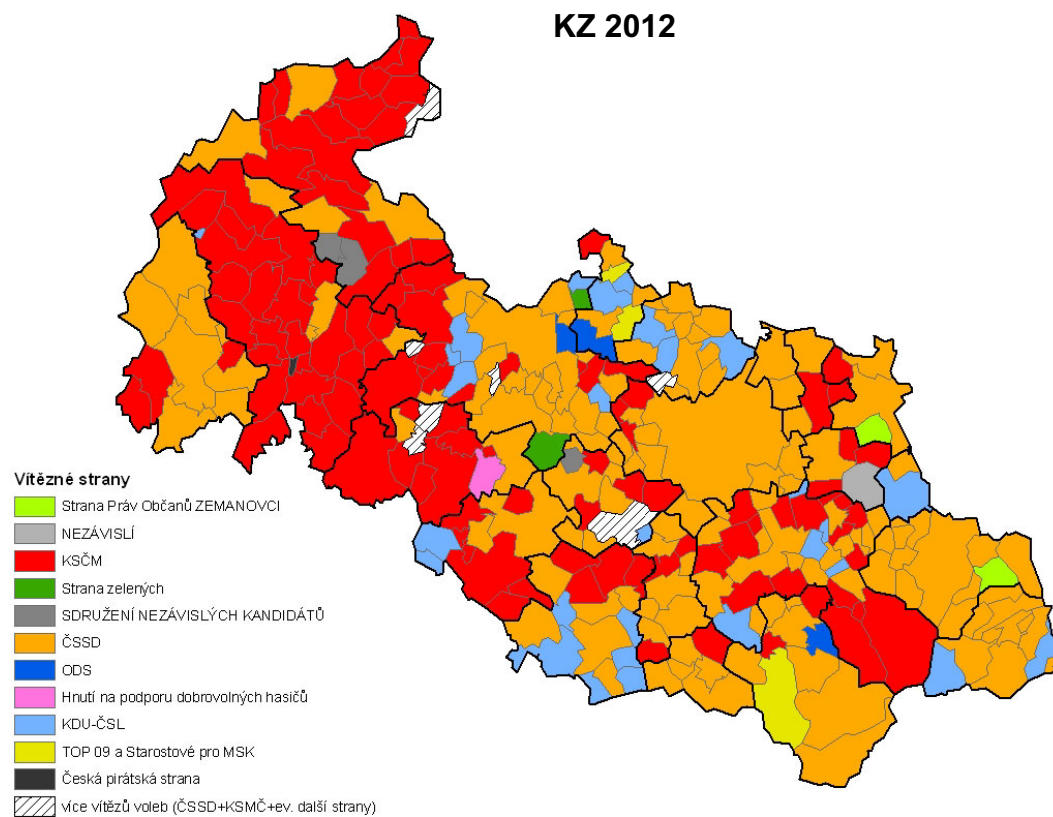 KZ 2012
Vítězné strany
Strana Práv Občanů ZEMANOVCI
NEZÁVISLÍ
KSČM
Strana zelených
SDRUŽENÍ NEZÁVISLÝCH KANDIDÁTŮ
ČSSD
ODS
Hnutí na podporu dobrovolných hasičů
KDU-ČSL
TOP 09 a Starostové pro MSK
Česká pirátská strana
více vítězů voleb (ČSSD+KSMČ+ev. další strany)